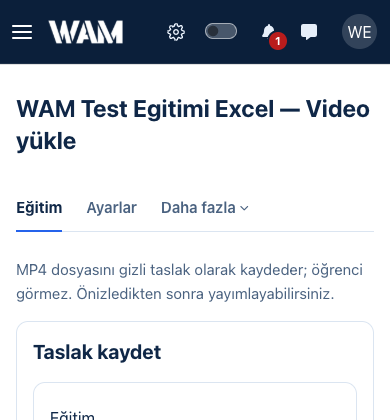 WAM
1
WE
WAM Test Egitimi Excel — Video
yükle
Eğitim Ayarlar Daha fazla
MP4 dosyasını gizli taslak olarak kaydeder; öğrenci
görmez. Önizledikten sonra yayımlayabilirsiniz.
Taslak kaydet
Eğitim